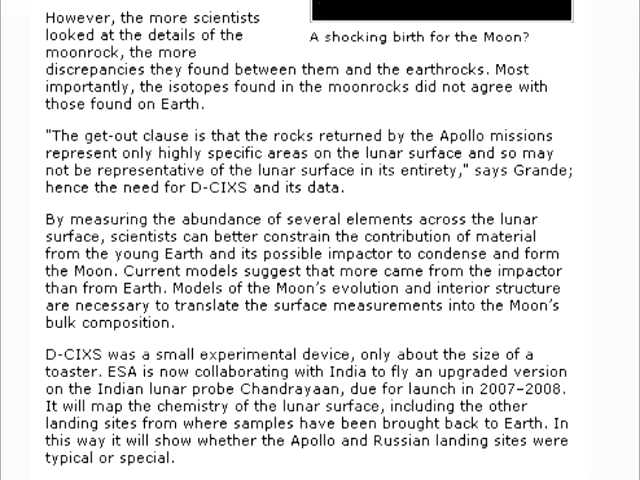 However, the more scientists
looked at the details of the
moonrock, the more
A shocking birth for the Moon?
discrepancies they found between them and the earthrocks. Most
importantly, the isotopes found in the moonrocks did not agree with
those found on Earth.
"The get-out clause is that the rocks returned by the Apollo missions
represent only highly specific areas on the lunar surface and so may
not be representative of the lunar surface in its entirety," says Grande;
hence the need for D-CIXS and its data.
By measuring the abundance of several elements across the lunar
surface, scientists can better constrain the contribution of material
from the young Earth and its possible impactor to condense and form
the Moon. Current models suggest that more came from the impactor
than from Earth. Models of the Moon's evolution and interior structure
are necessary to translate the surface measurements into the Moon's
bulk composition.
D-CIXS was a small experimental device, only about the size of a
toaster. ESA is now collaborating with India to fly an upgraded version
on the Indian lunar probe Chandrayaan, due for launch in 2007–2008.
It will map the chemistry of the lunar surface, including the other
landing sites from where samples have been brought back to Earth. In
this way it will show whether the Apollo and Russian landing sites were
typical or special.